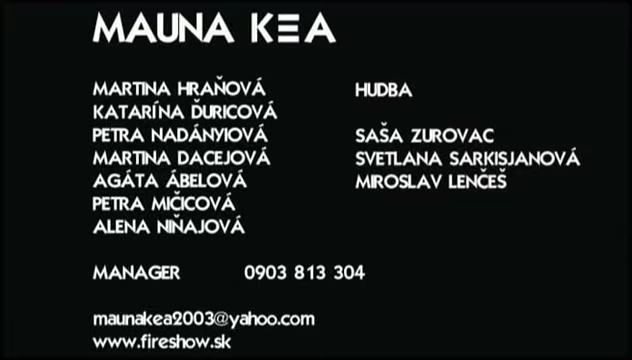 MAUNA KEA
MARTINA HRAŇOVÁ
KATARÍNA ĎURICOVÁ
PETRA NADÁNYIOVÁ
MARTINA DACEJOVÁ
AGÁTA ÁBELOVÁ
PETRA MIČICOVÁ
ALENA NIŇAJOVÁ
HUDBA
SAŠA ZUROVAC
SVETLANA SARKISJANOVÁ
MIROSLAV LENČEŠ
MANAGER 0903 813 304
maunakea2003@yahoo.com
www.fireshow.sk